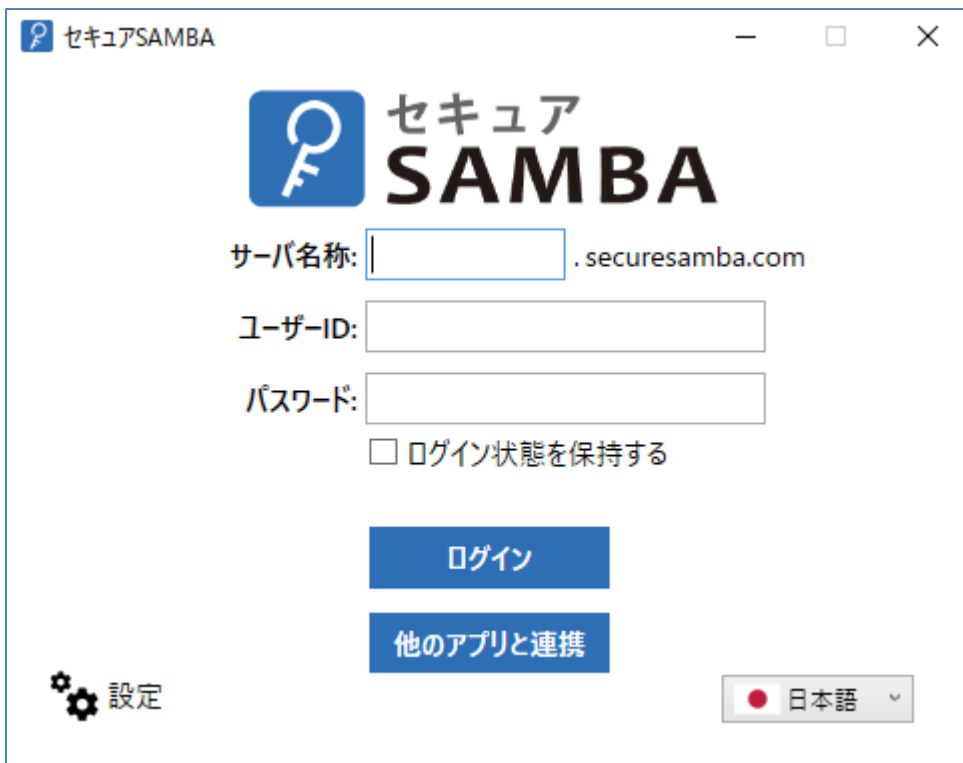 セキュアSAMBA
セキュア
SAMBA
サーバ名称: . securesamba.com
ユーザーID:
パスワード:
ログイン状態を保持する
ログイン
他のアプリと連携
設定
日本語